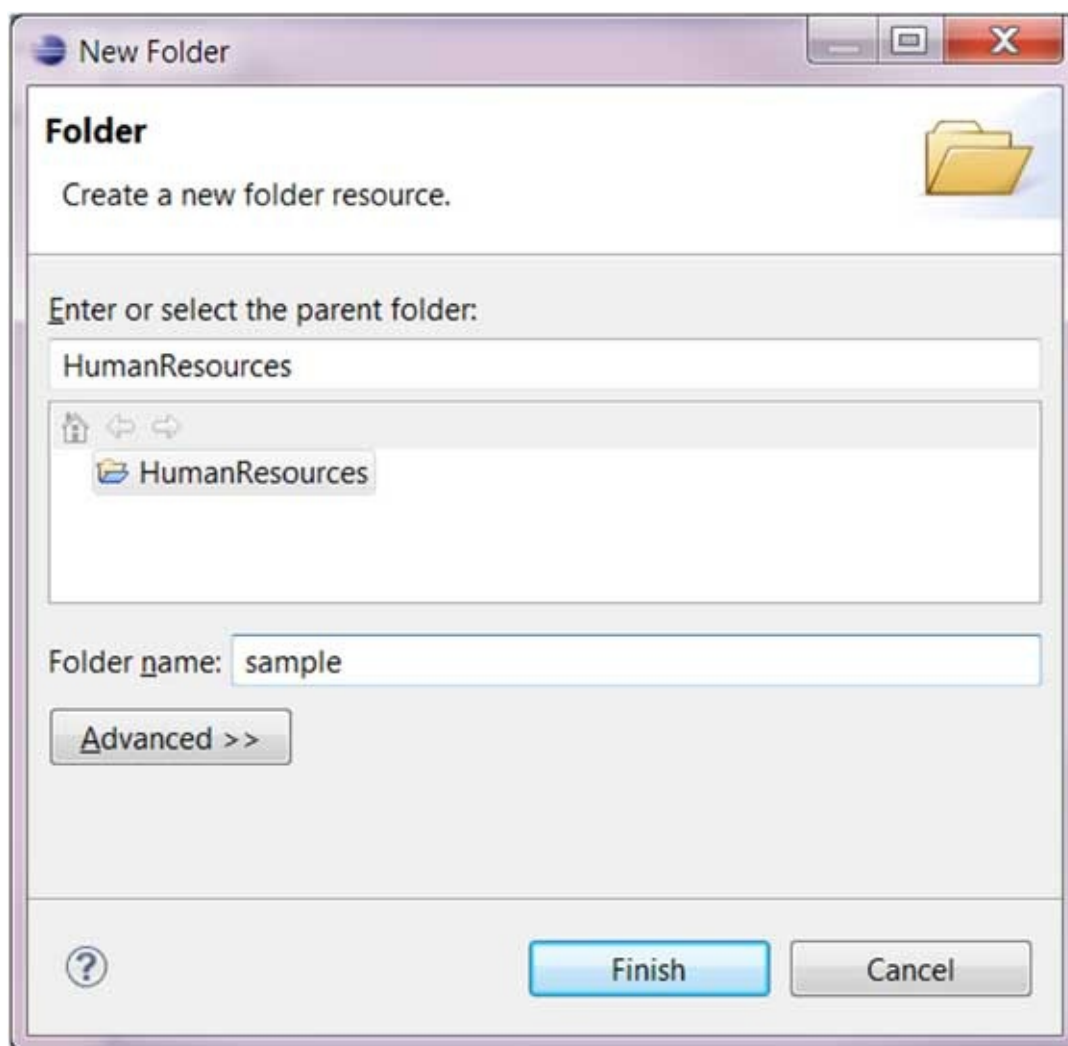 New Folder
Folder
Create a new folder resource.
Enter or select the parent folder:
HumanResources
HumanResources
Folder name: sample
Advanced >>
?
Finish Cancel